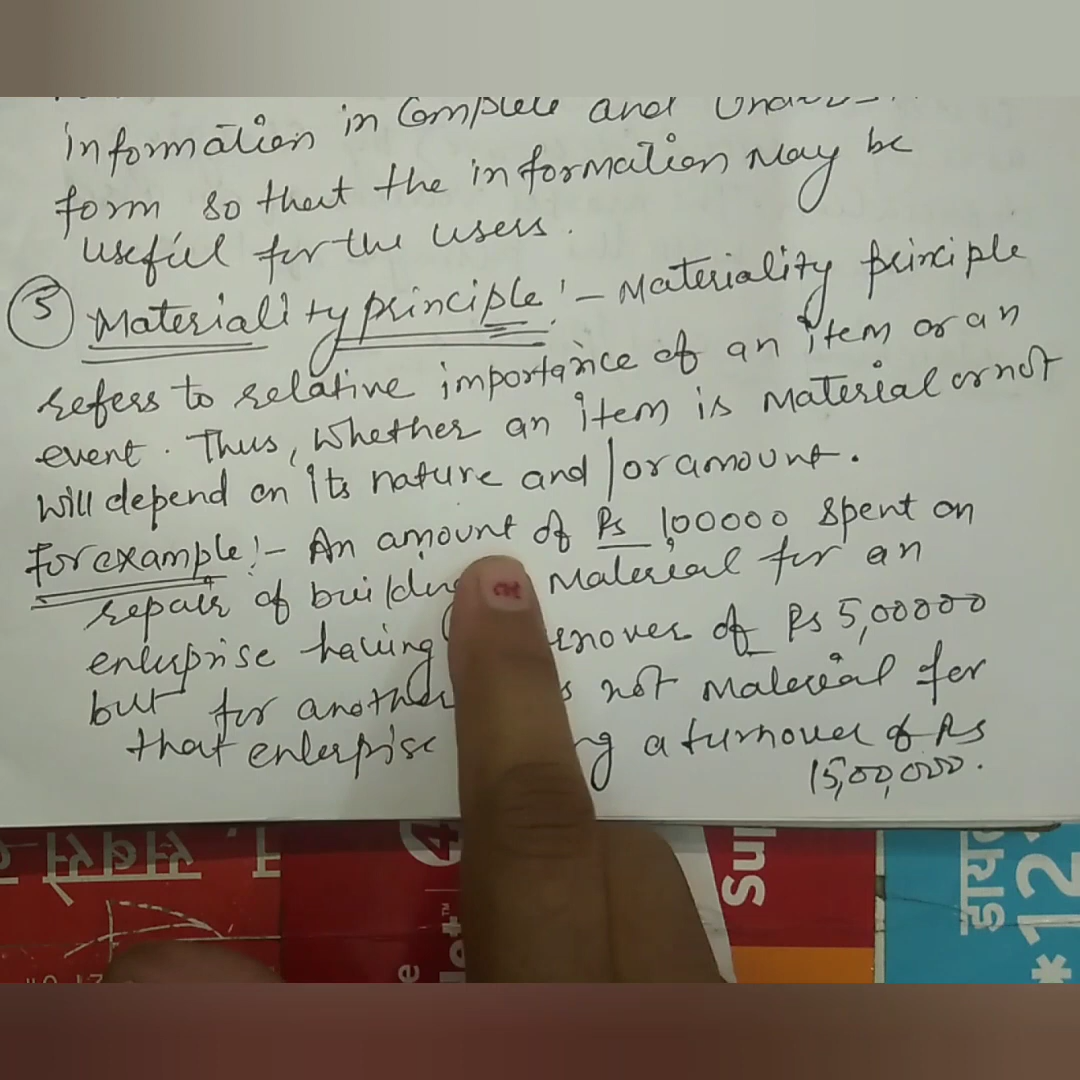 information in Complete and
form so that the information may be
useful for the users.
5 Materiality principle :- Materiality principle
refers to relative importance of an item or an
event. Thus, whether an item is material or not
will depend on its nature and/or amount.
For example :- An amount of Rs 100000 spent on
repair of material for an
enterprise having of Rs 5,00000
but for not material for
that enterprise a turnover of Rs
15,00,000.
Su
*12